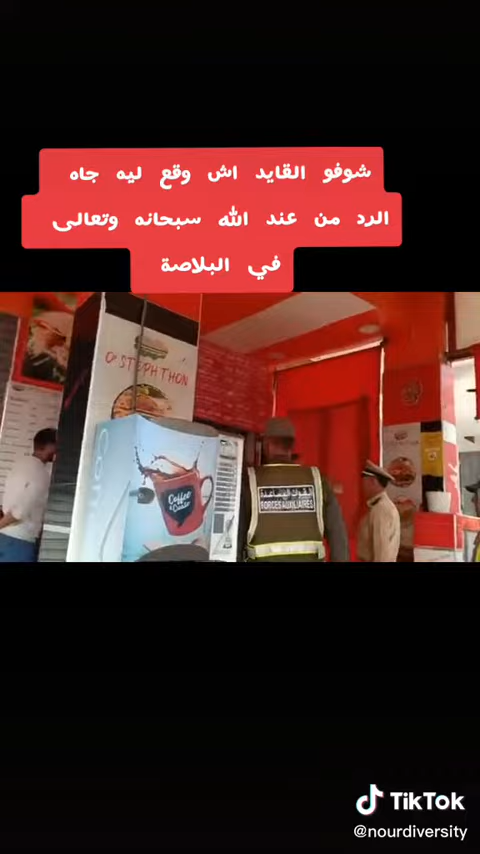 شوفو القايد اش وقع ليه جاه
الرد من عند الله سبحانه وتعالى
في البلاصة
O'STEPH THON
Coffee
القوات المساعدة
FORCES AUXILIAIRES
TikTok
@nourdiversity